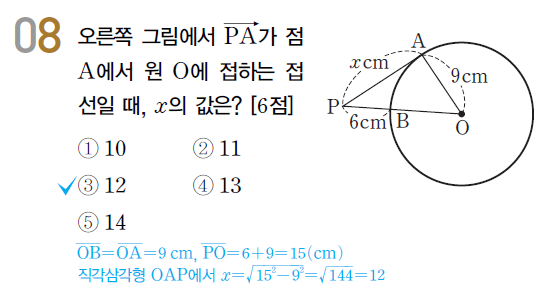 08 오른쪽 그림에서 PA가 점
A에서 원 O에 접하는 접
선일 때, x의 값은? [6점]
A
x cm
9cm
P
6cm
B
O
① 10 ② 11
③ 12 ④ 13
⑤ 14
OB=OA=9 cm, PO=6+9=15(cm)
직각삼각형 OAP에서 x=√15²-9²=√144=12